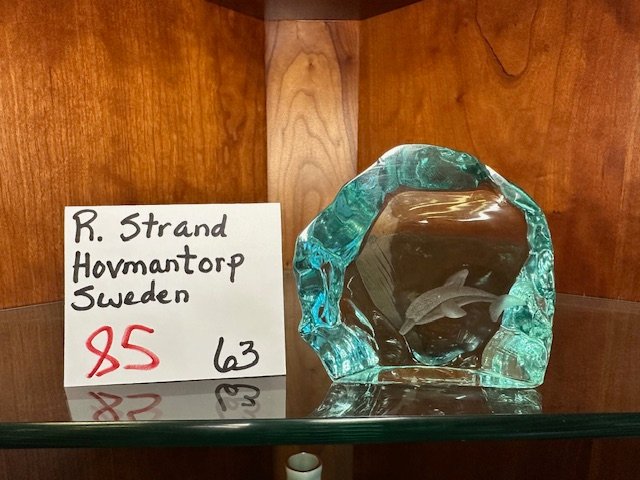 R. Strand
Hovmantorp
Sweden
85 63